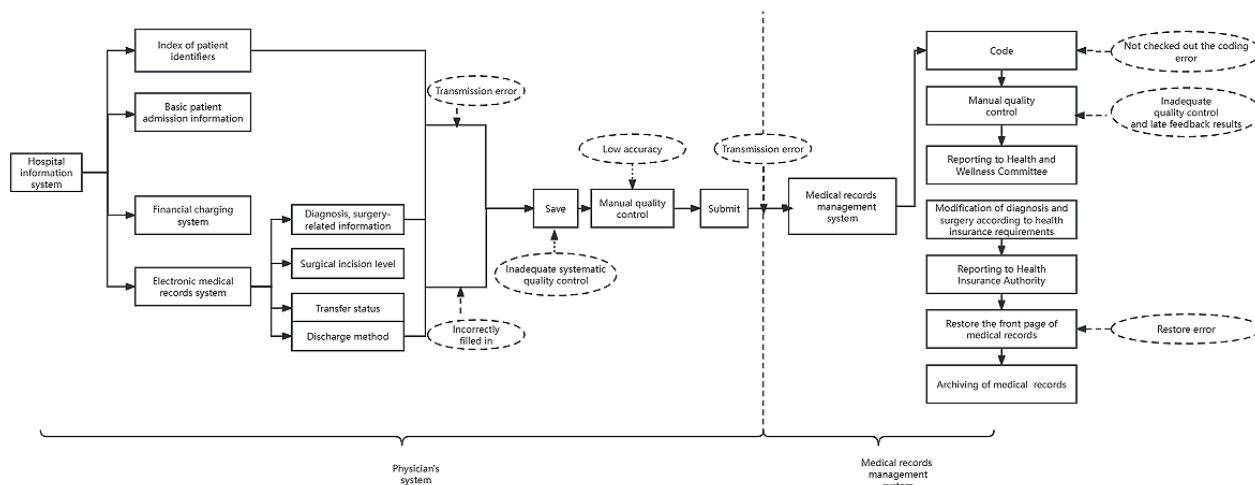 Hospital
information
system
Index of patient
identifiers
Basic patient
admission information
Financial charging
system
Electronic medical
records system
Diagnosis, surgery-
related information
Surgical incision level
Transfer status
Discharge method
Transmission error
Incorrectly
filled in
Save
Inadequate systematic
quality control
Low accuracy
Manual quality
control
Submit
Transmission error
Medical records
management
system
Code
Not checked out the coding
error
Manual quality
control
Inadequate
quality control
and late feedback results
Reporting to Health and
Wellness Committee
Modification of diagnosis and
surgery according to health
insurance requirements
Reporting to Health
Insurance Authority
Restore the front page of
medical records
Restore error
Archiving of medical records
Physician's
system
Medical records
management
system